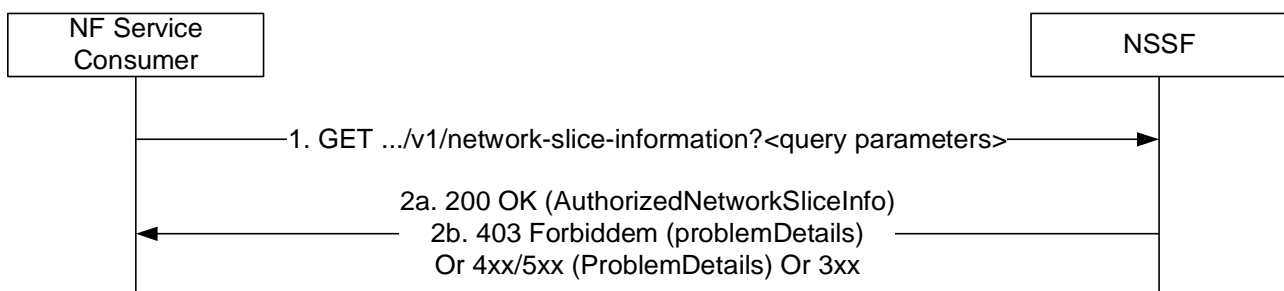 NF Service
Consumer
NSSF
1. GET .../v1/network-slice-information?<query parameters>
2a. 200 OK (AuthorizedNetworkSliceInfo)
2b. 403 Forbiddem (problemDetails)
Or 4xx/5xx (ProblemDetails) Or 3xx